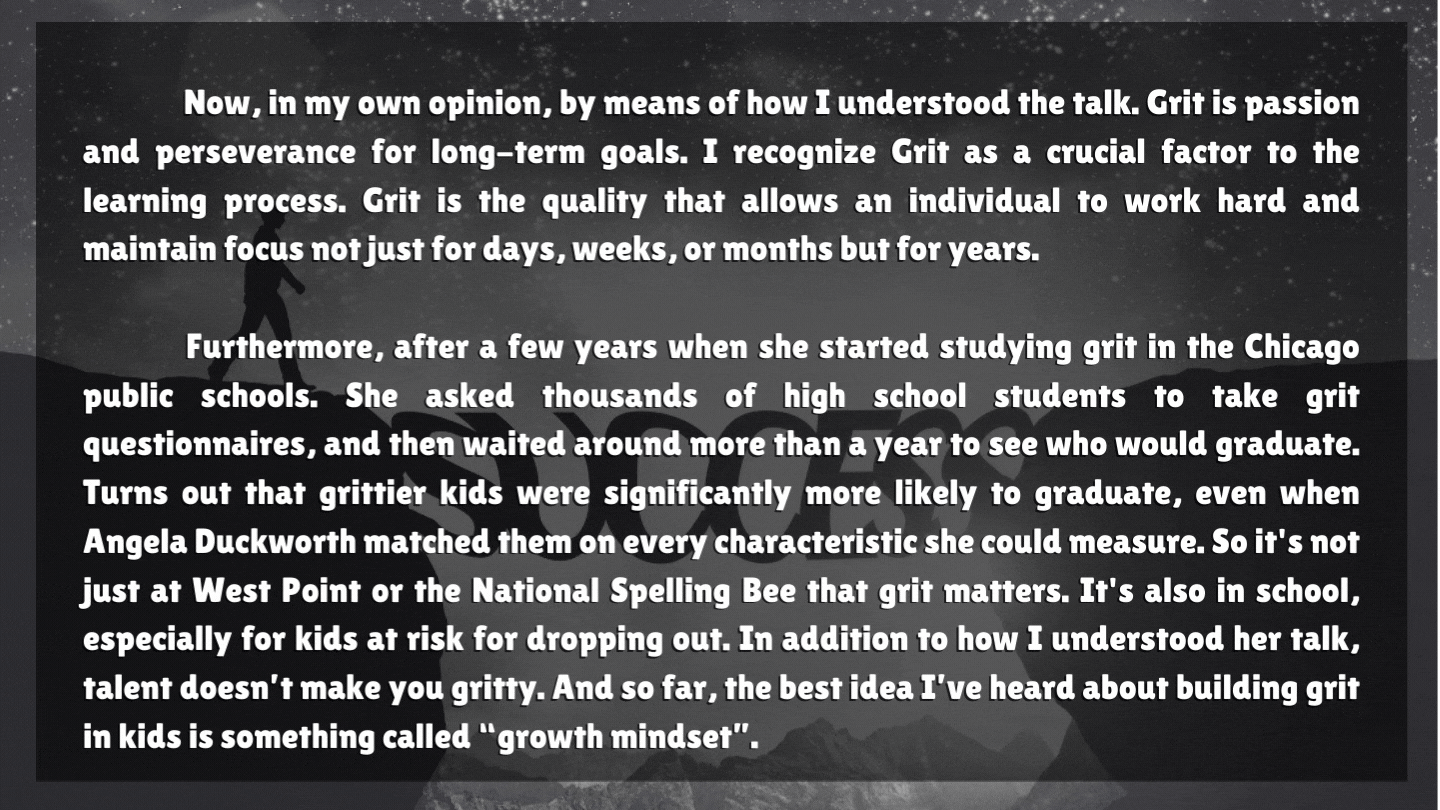 Now, in my own opinion, by means of how I understood the talk. Grit is passion
and perseverance for long-term goals. I recognize Grit as a crucial factor to the
learning process. Grit is the quality that allows an individual to work hard and
maintain focus not just for days, weeks, or months but for years.
Furthermore, after a few years when she started studying grit in the Chicago
public schools. She asked thousands of high school students to take grit
questionnaires, and then waited around more than a year to see who would graduate.
Turns out that grittier kids were significantly more likely to graduate, even when
Angela Duckworth matched them on every characteristic she could measure. So it's not
just at West Point or the National Spelling Bee that grit matters. It's also in school,
especially for kids at risk for dropping out. In addition to how I understood her talk,
talent doesn’t make you gritty. And so far, the best idea I’ve heard about building grit
in kids is something called “growth mindset”.
SUCCESS